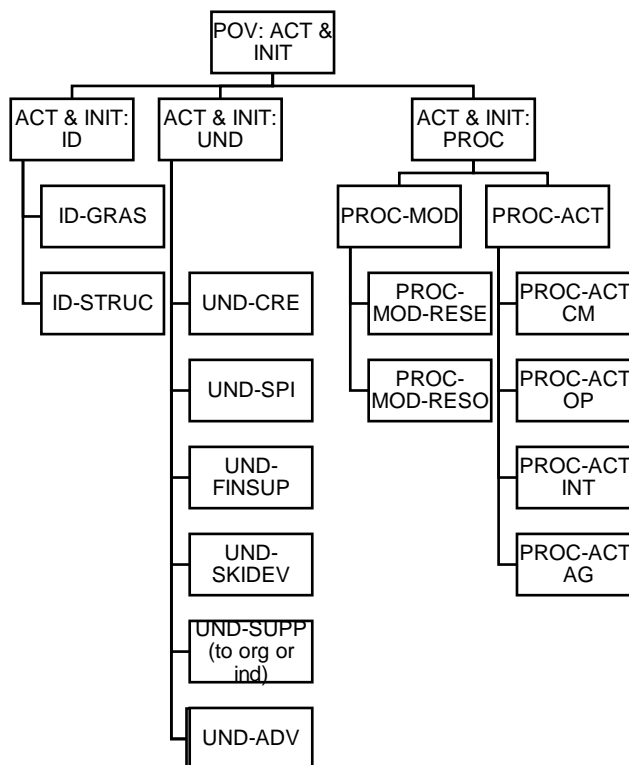 POV: ACT &
INIT
ACT & INIT:
ID
ACT & INIT:
UND
ACT & INIT:
PROC
ID-GRAS
ID-STRUC
UND-CRE
UND-SPI
UND-
FINSUP
UND-
SKIDEV
UND-SUPP
(to org or
ind)
UND-ADV
PROC-MOD
PROC-
MOD-RESE
PROC-
MOD-RESO
PROC-ACT
PROC-ACT
CM
PROC-ACT
OP
PROC-ACT
INT
PROC-ACT
AG